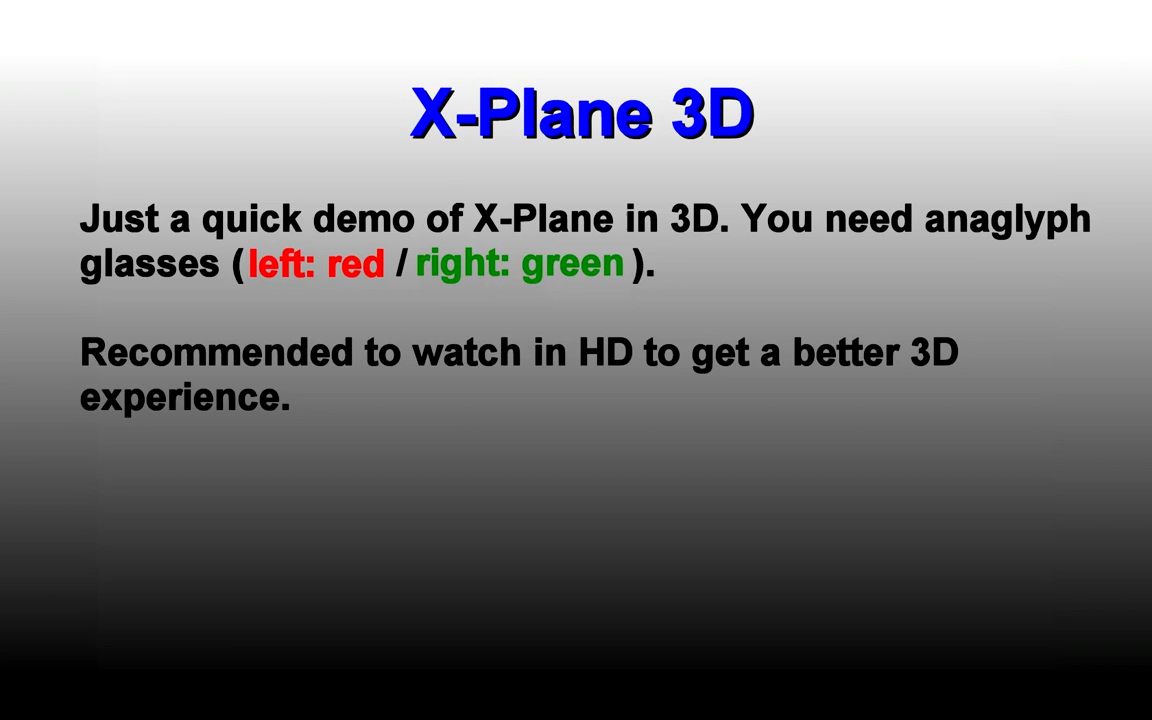 X-Plane 3D
Just a quick demo of X-Plane in 3D. You need anaglyph
glasses ( left: red / right: green ).
Recommended to watch in HD to get a better 3D
experience.